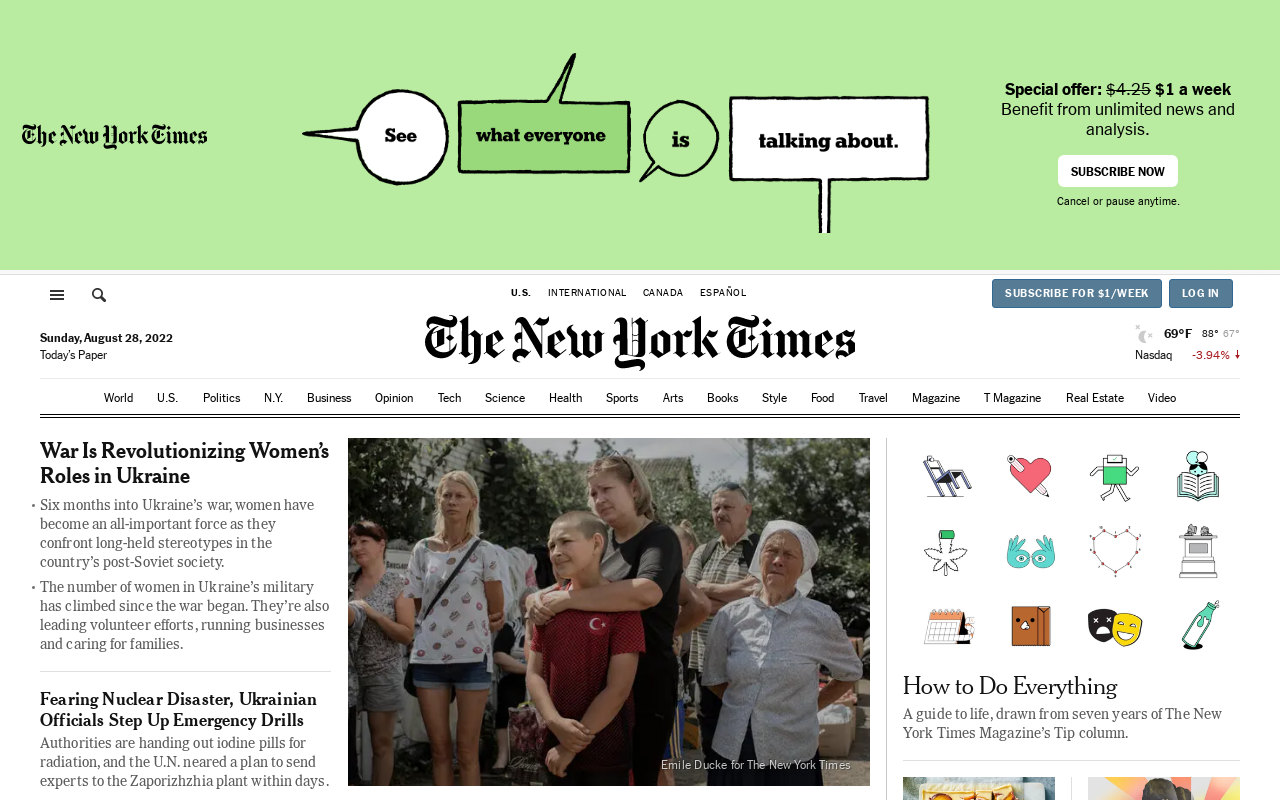 The New York Times
See
what everyone
is
talking about.
Special offer: $4.25 $1 a week
Benefit from unlimited news and
analysis.
SUBSCRIBE NOW
Cancel or pause anytime.
U.S. INTERNATIONAL CANADA ESPAÑOL
SUBSCRIBE FOR $1/WEEK
LOG IN
Sunday, August 28, 2022
Today's Paper
The New York Times
69°F 88° 67°
Nasdaq -3.94% ↓
World U.S. Politics N.Y. Business Opinion Tech Science Health Sports Arts Books Style Food Travel Magazine T Magazine Real Estate Video
War Is Revolutionizing Women's
Roles in Ukraine
• Six months into Ukraine's war, women have
become an all-important force as they
confront long-held stereotypes in the
country's post-Soviet society.
• The number of women in Ukraine's military
has climbed since the war began. They're also
leading volunteer efforts, running businesses
and caring for families.
Fearing Nuclear Disaster, Ukrainian
Officials Step Up Emergency Drills
Authorities are handing out iodine pills for
radiation, and the U.N. neared a plan to send
experts to the Zaporizhzhia plant within days.
Emile Ducke for The New York Times
How to Do Everything
A guide to life, drawn from seven years of The New
York Times Magazine's Tip column.